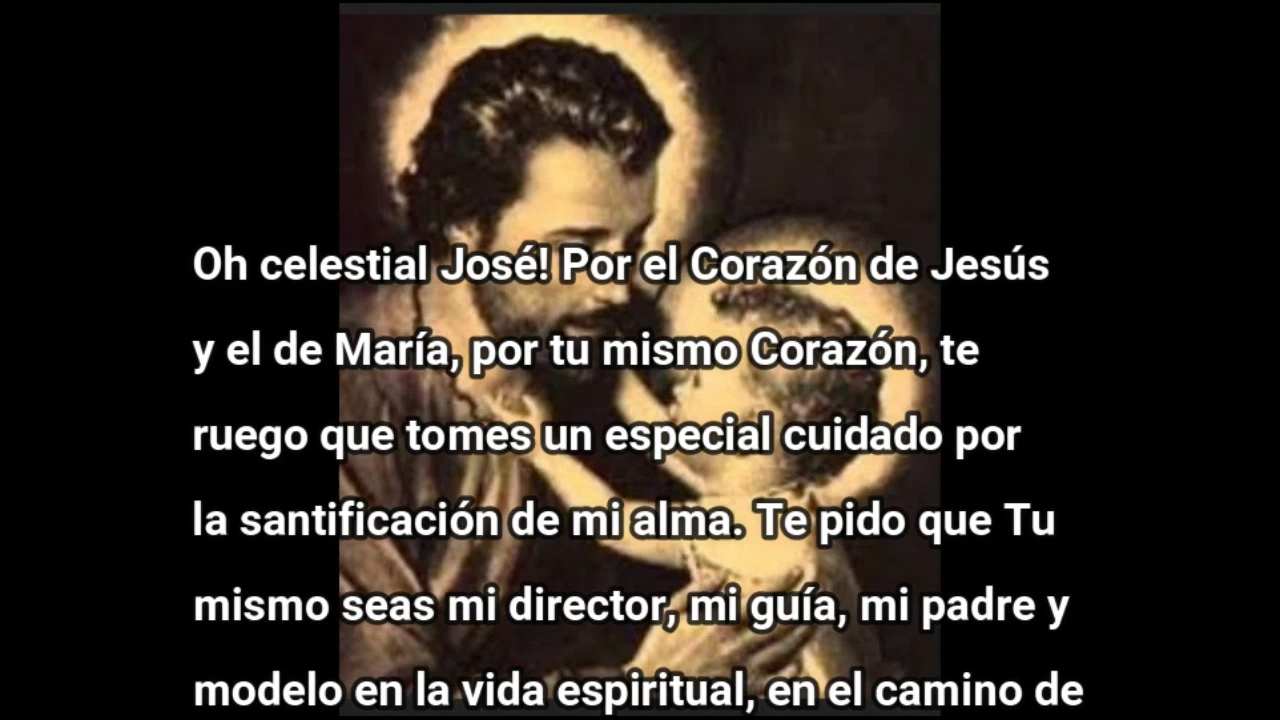 Oh celestial José! Por el Corazón de Jesús
y el de María, por tu mismo Corazón, te
ruego que tomes un especial cuidado por
la santificación de mi alma. Te pido que Tu
mismo seas mi director, mi guía, mi padre y
modelo en la vida espiritual, en el camino de